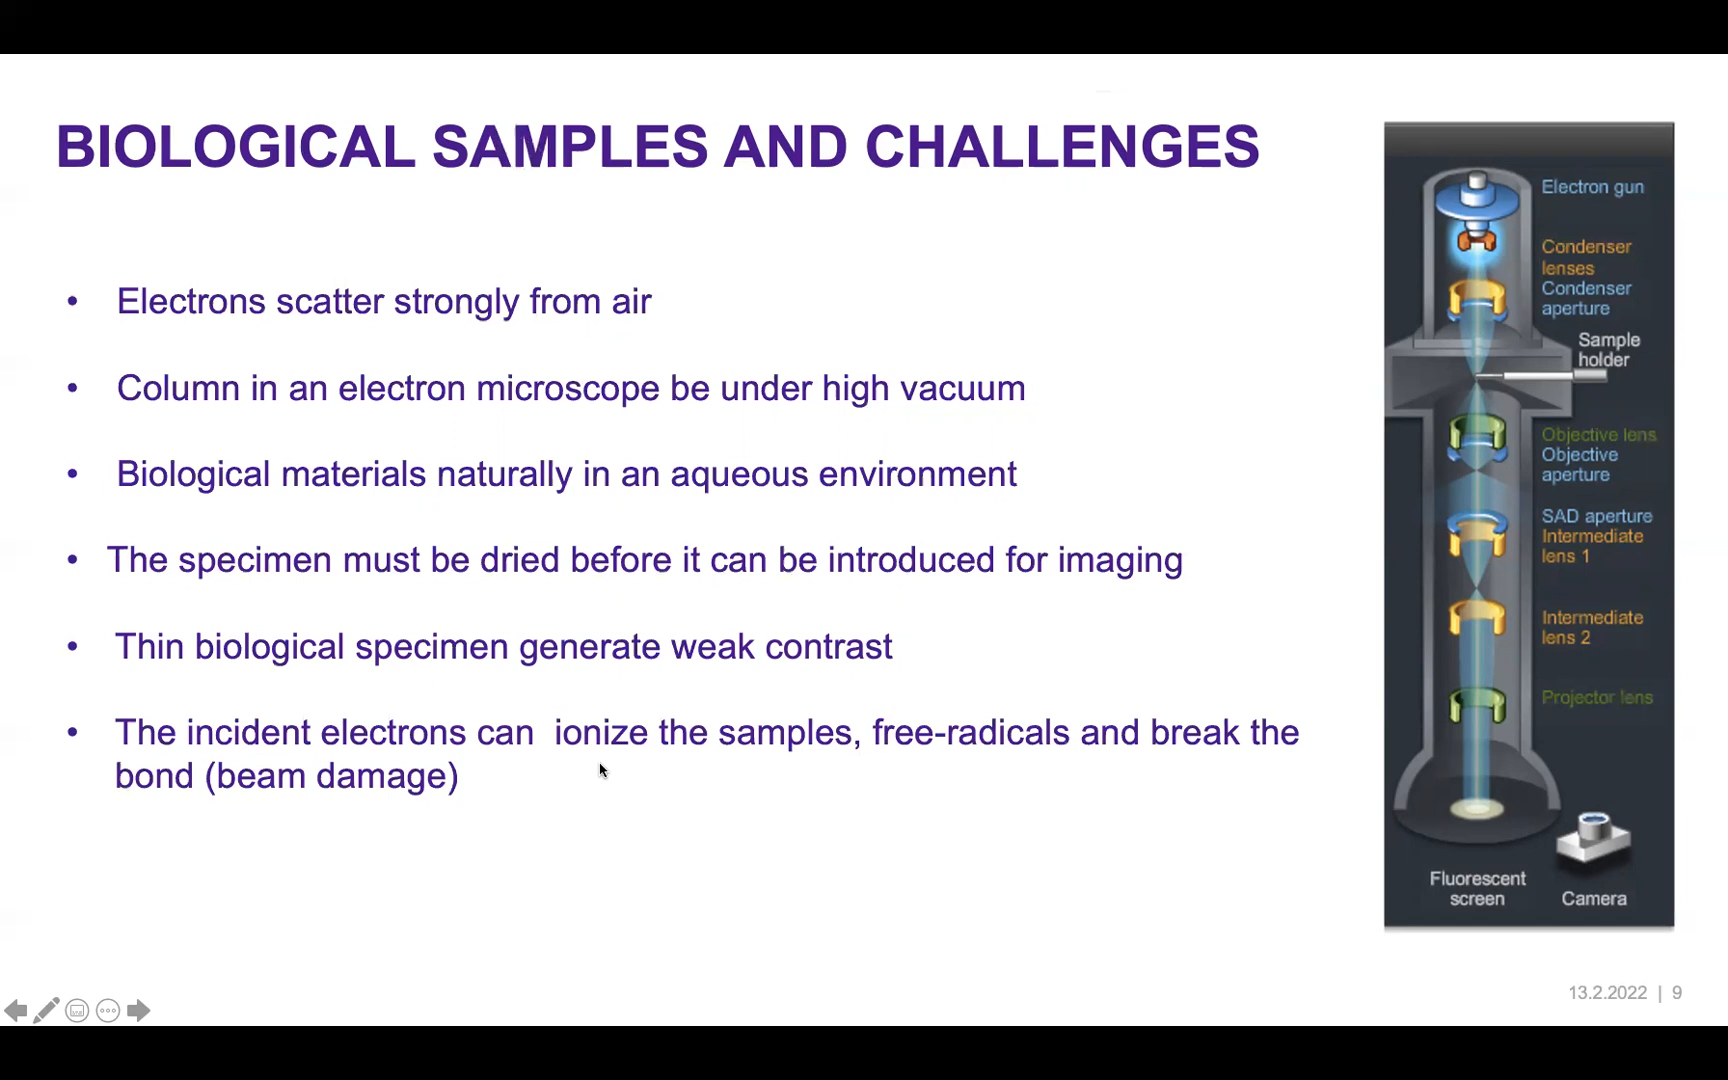 BIOLOGICAL SAMPLES AND CHALLENGES
• Electrons scatter strongly from air
• Column in an electron microscope be under high vacuum
• Biological materials naturally in an aqueous environment
• The specimen must be dried before it can be introduced for imaging
• Thin biological specimen generate weak contrast
• The incident electrons can ionize the samples, free-radicals and break the
bond (beam damage)
Electron gun
Condenser
lenses
Condenser
aperture
Sample
holder
Objective lens
Objective
aperture
SAD aperture
Intermediate
lens 1
Intermediate
lens 2
Projector lens
Fluorescent
screen
Camera
13.2.2022 | 9